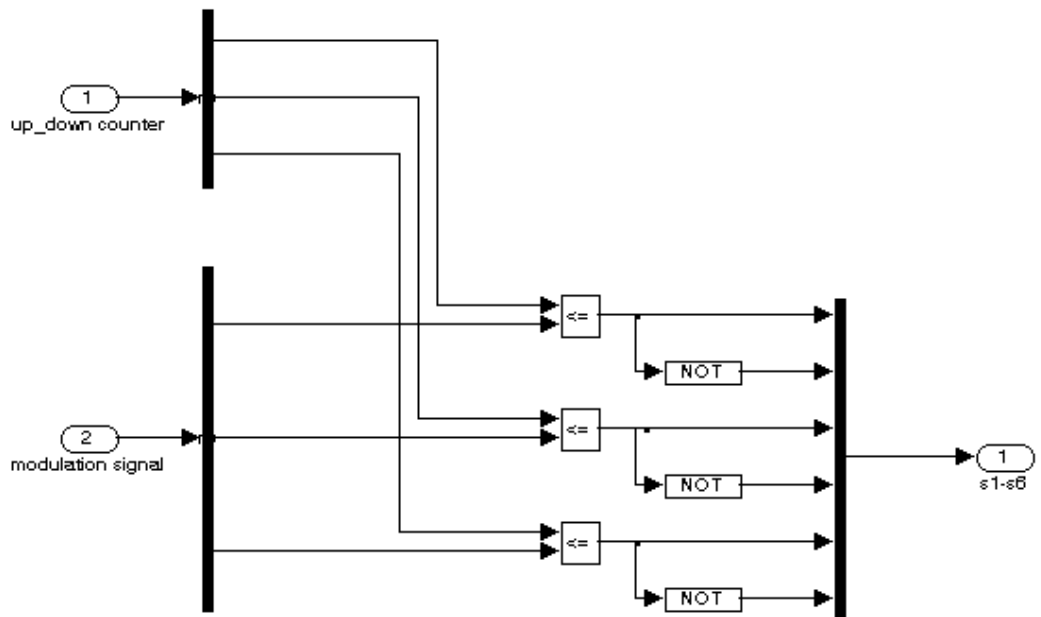 1
up_down counter
2
modulation signal
<=
NOT
<=
NOT
<=
NOT
1
s1-s6